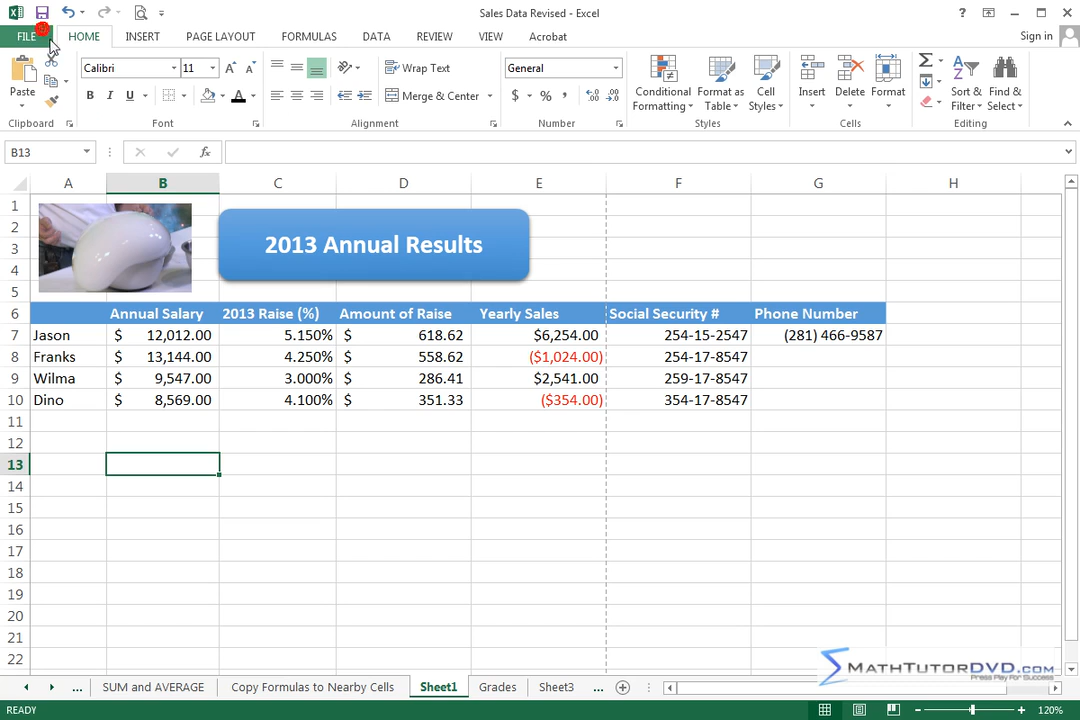 Sales Data Revised - Excel
?
FILE HOME INSERT PAGE LAYOUT FORMULAS DATA REVIEW VIEW Acrobat Sign in
Calibri 11 Wrap Text General
Paste B I U A Merge & Center $ % , Conditional Formatting Format as Table Cell Styles Insert Delete Format Sort & Filter Find & Select
Clipboard Font Alignment Number Styles Cells Editing
B13 fx
A B C D E F G H
1
2
3 2013 Annual Results
4
5
6 Annual Salary 2013 Raise (%) Amount of Raise Yearly Sales Social Security # Phone Number
7 Jason $ 12,012.00 5.150% $ 618.62 $6,254.00 254-15-2547 (281) 466-9587
8 Franks $ 13,144.00 4.250% $ 558.62 ($1,024.00) 254-17-8547
9 Wilma $ 9,547.00 3.000% $ 286.41 $2,541.00 259-17-8547
10 Dino $ 8,569.00 4.100% $ 351.33 ($354.00) 354-17-8547
11
12
13
14
15
16
17
18
19
20
21
22
MATHTUTORDVD.COM
Press Play For Success
... SUM and AVERAGE Copy Formulas to Nearby Cells Sheet1 Grades Sheet3 ...
READY 120%